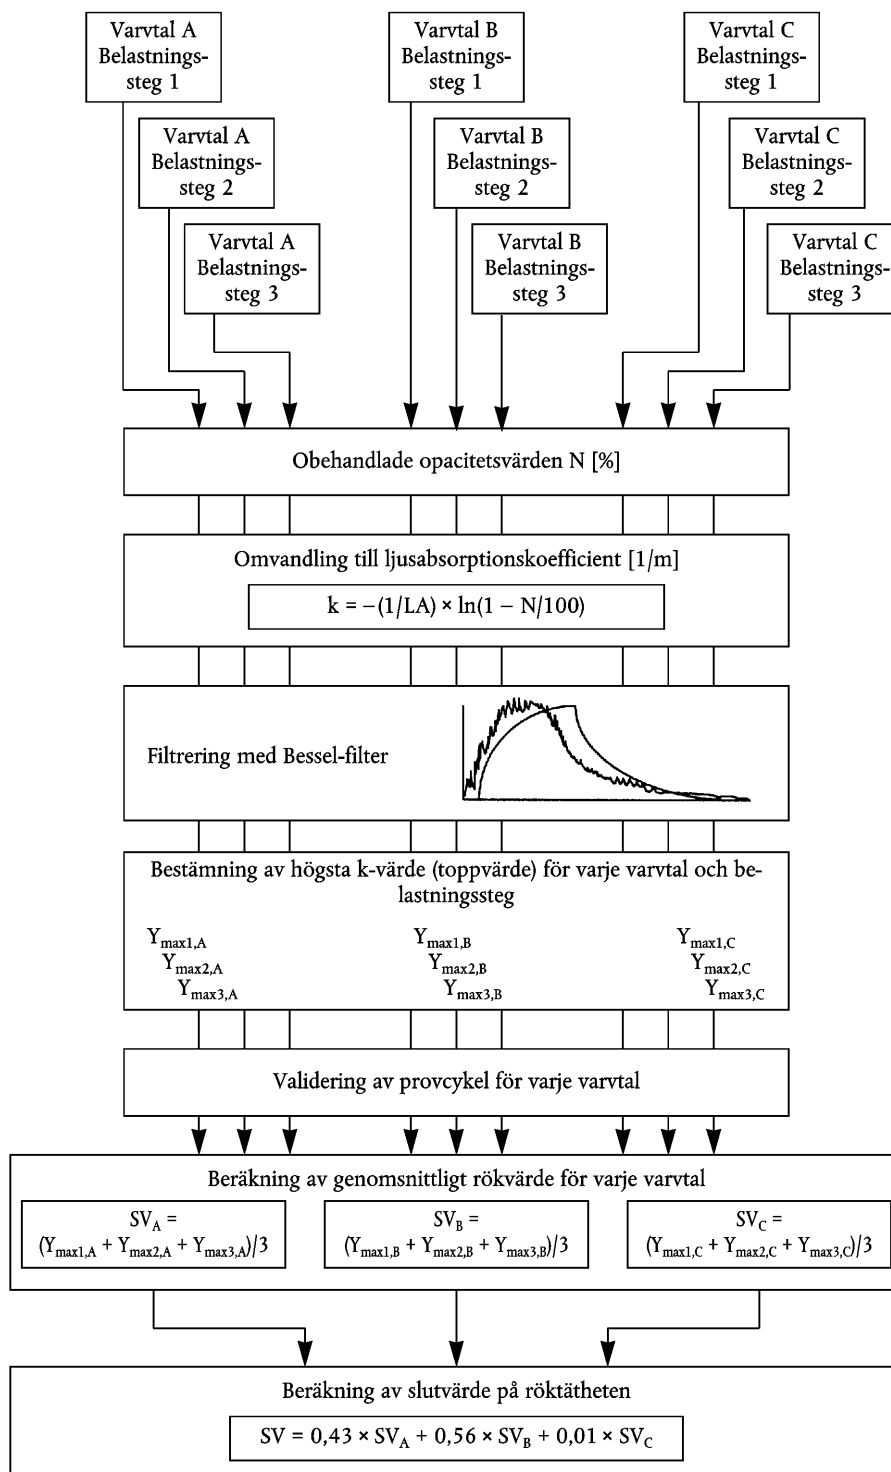 Varvtal A
Belastnings-
steg 1
Varvtal B
Belastnings-
steg 1
Varvtal C
Belastnings-
steg 1
Varvtal A
Belastnings-
steg 2
Varvtal B
Belastnings-
steg 2
Varvtal C
Belastnings-
steg 2
Varvtal A
Belastnings-
steg 3
Varvtal B
Belastnings-
steg 3
Varvtal C
Belastnings-
steg 3
Obehandlade opacitetsvärden N [%]
Omvandling till ljusabsorptionskoefficient [1/m]
k = −(1/LA) × ln(1 − N/100)
Filtrering med Bessel-filter
Bestämning av högsta k-värde (toppvärde) för varje varvtal och be-
lastningssteg
Ymax1,A Ymax1,B Ymax1,C
Ymax2,A Ymax2,B Ymax2,C
Ymax3,A Ymax3,B Ymax3,C
Validering av provcykel för varje varvtal
Beräkning av genomsnittligt rökvärde för varje varvtal
SVA =
(Ymax1,A + Ymax2,A + Ymax3,A)/3
SVB =
(Ymax1,B + Ymax2,B + Ymax3,B)/3
SVC =
(Ymax1,C + Ymax2,C + Ymax3,C)/3
Beräkning av slutvärde på röktätheten
SV = 0,43 × SVA + 0,56 × SVB + 0,01 × SVC